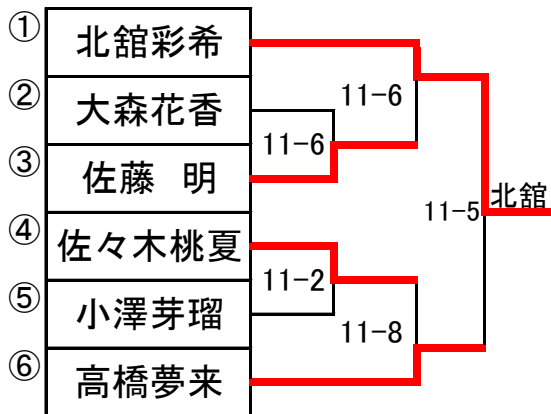 ① 北舘彩希
② 大森花香
③ 佐藤 明
④ 佐々木桃夏
⑤ 小澤芽瑠
⑥ 高橋夢来
11-6
11-6
11-2
11-8
11-5
北舘